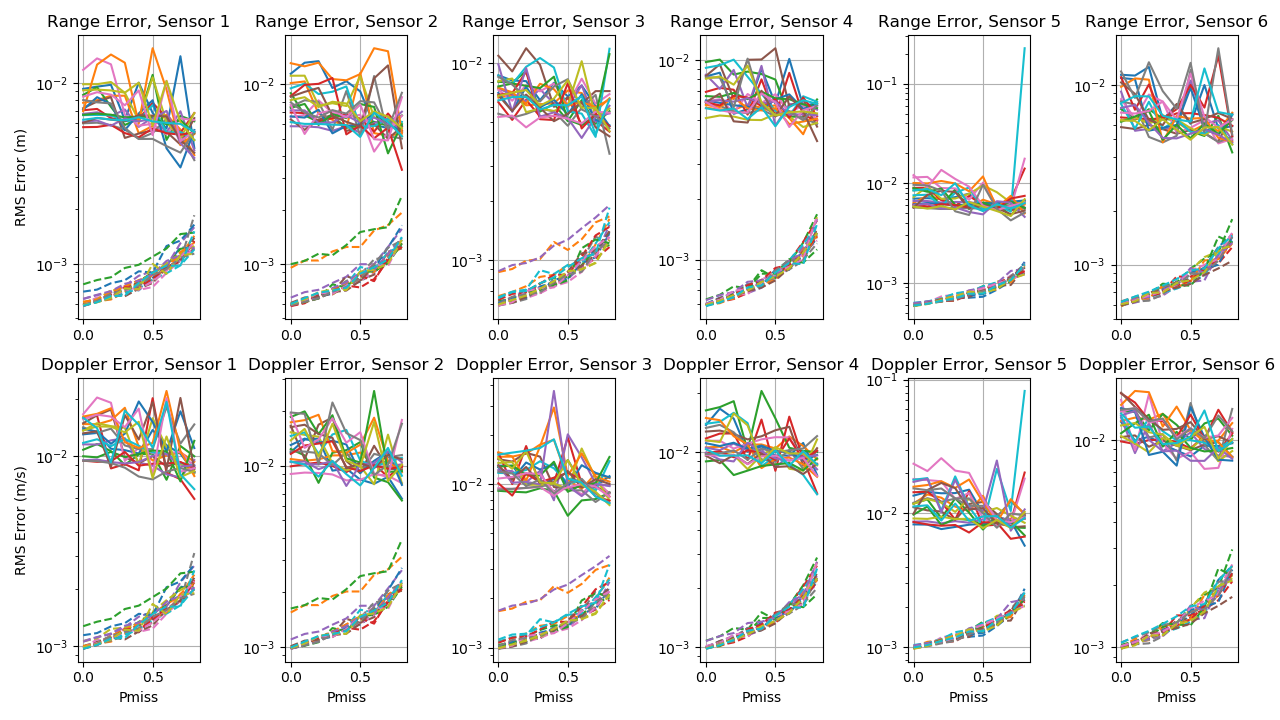 Range Error, Sensor 1
Range Error, Sensor 2
Range Error, Sensor 3
Range Error, Sensor 4
Range Error, Sensor 5
Range Error, Sensor 6
RMS Error (m)
10⁻²
10⁻³
0.0 0.5
10⁻²
10⁻³
0.0 0.5
10⁻²
10⁻³
0.0 0.5
10⁻²
10⁻³
0.0 0.5
10⁻¹
10⁻²
10⁻³
0.0 0.5
10⁻²
10⁻³
0.0 0.5
Doppler Error, Sensor 1
Doppler Error, Sensor 2
Doppler Error, Sensor 3
Doppler Error, Sensor 4
Doppler Error, Sensor 5
Doppler Error, Sensor 6
RMS Error (m/s)
10⁻²
10⁻³
0.0 0.5
Pmiss
10⁻²
10⁻³
0.0 0.5
Pmiss
10⁻²
10⁻³
0.0 0.5
Pmiss
10⁻²
10⁻³
0.0 0.5
Pmiss
10⁻¹
10⁻²
10⁻³
0.0 0.5
Pmiss
10⁻²
10⁻³
0.0 0.5
Pmiss